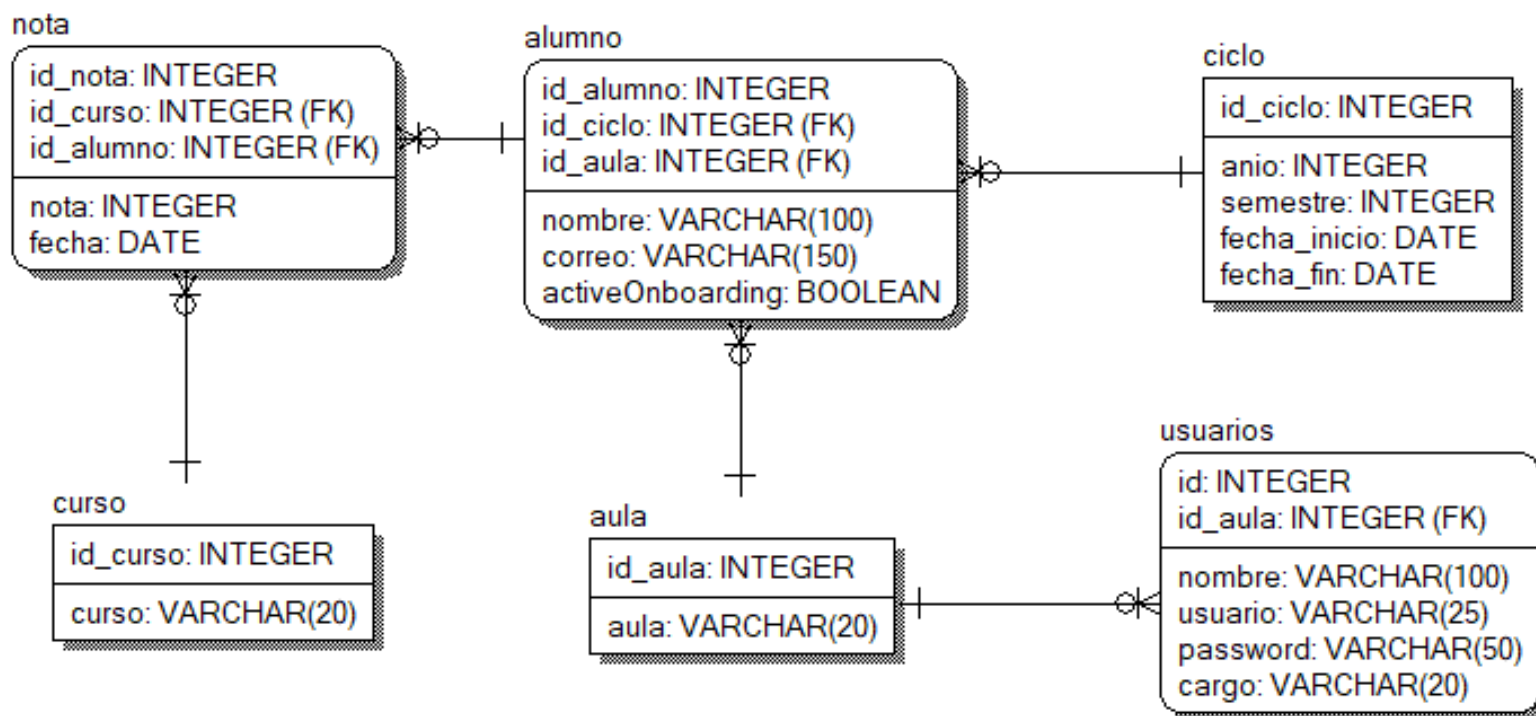 nota
id_nota: INTEGER
id_curso: INTEGER (FK)
id_alumno: INTEGER (FK)
nota: INTEGER
fecha: DATE
alumno
id_alumno: INTEGER
id_ciclo: INTEGER (FK)
id_aula: INTEGER (FK)
nombre: VARCHAR(100)
correo: VARCHAR(150)
activeOnboarding: BOOLEAN
ciclo
id_ciclo: INTEGER
anio: INTEGER
semestre: INTEGER
fecha_inicio: DATE
fecha_fin: DATE
curso
id_curso: INTEGER
curso: VARCHAR(20)
aula
id_aula: INTEGER
aula: VARCHAR(20)
usuarios
id: INTEGER
id_aula: INTEGER (FK)
nombre: VARCHAR(100)
usuario: VARCHAR(25)
password: VARCHAR(50)
cargo: VARCHAR(20)